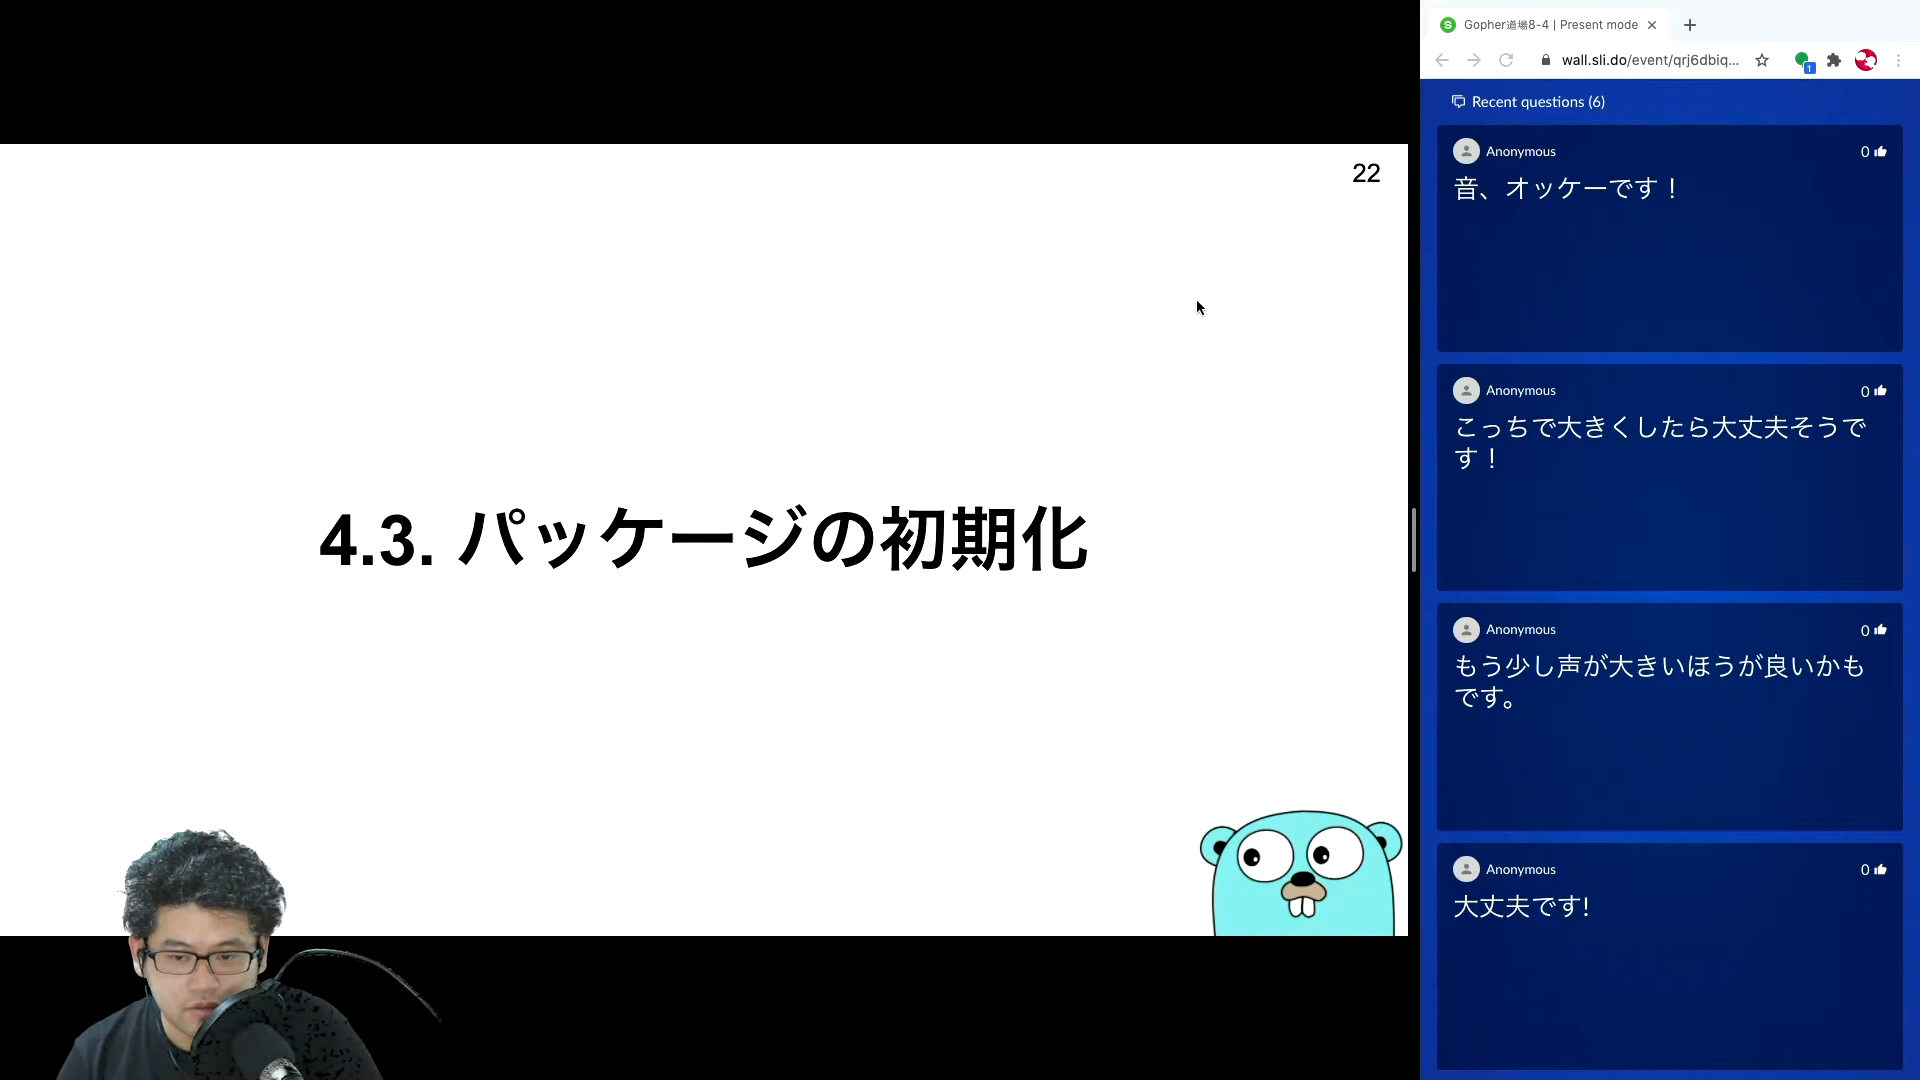 22
4.3. パッケージの初期化
Gopher道場8-4 | Present mode
wall.sli.do/event/qrj6dbiq...
1
Recent questions (6)
Anonymous
0
音、オッケーです！
Anonymous
0
こっちで大きくしたら大丈夫そうで
す！
Anonymous
0
もう少し声が大きいほうが良いかも
です。
Anonymous
0
大丈夫です!